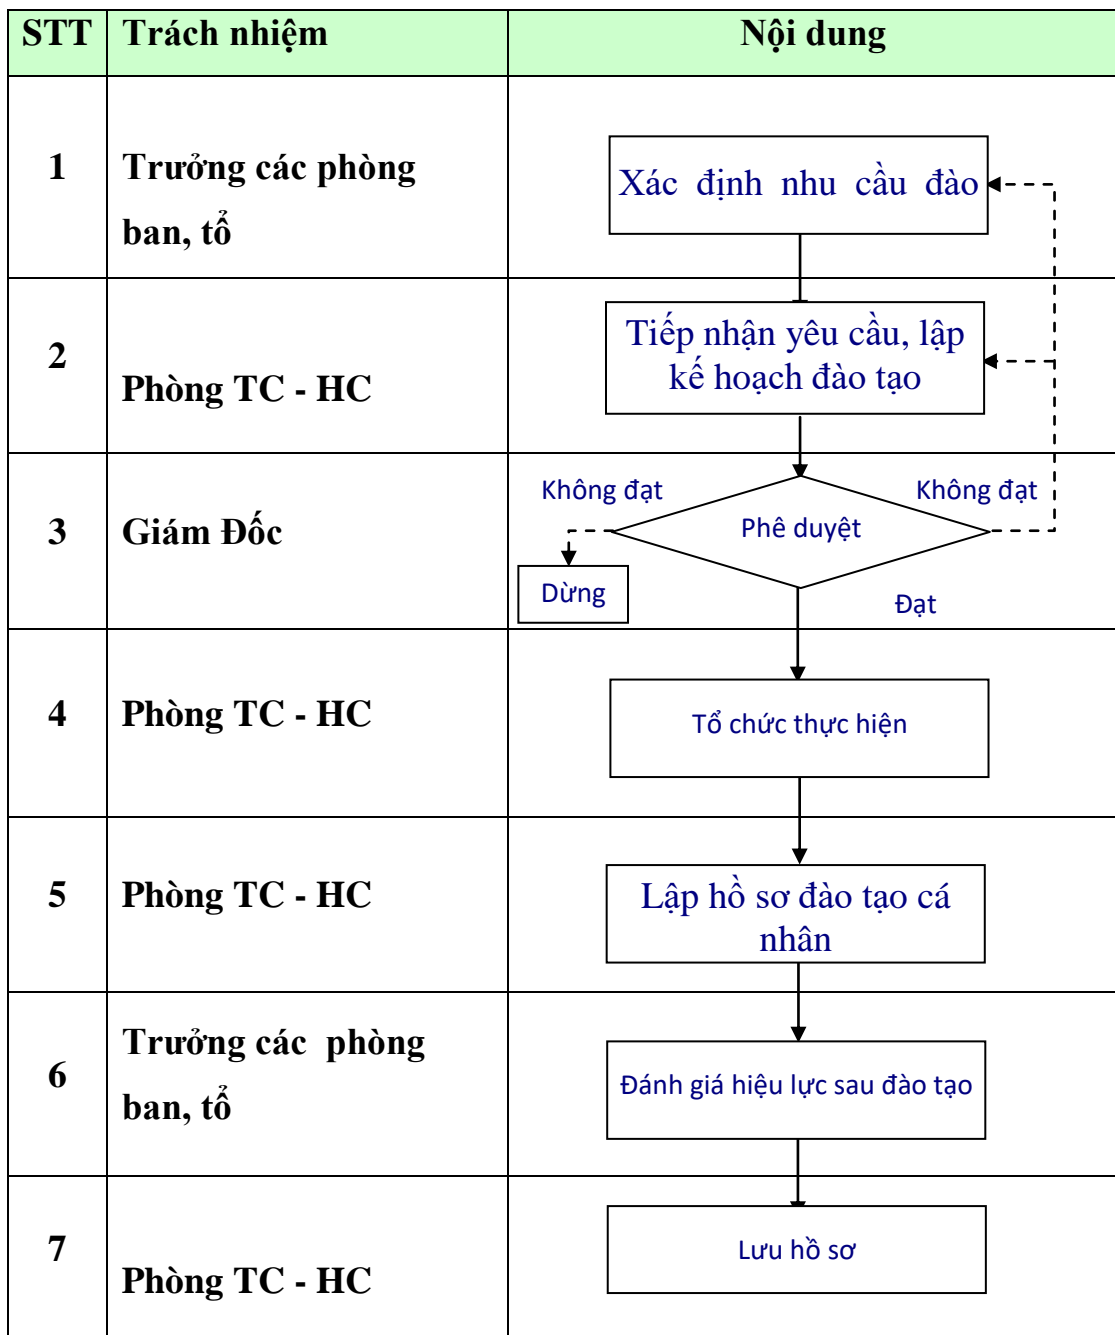 STT Trách nhiệm Nội dung
1 Trưởng các phòng
ban, tổ
Xác định nhu cầu đào
2 Phòng TC - HC
Tiếp nhận yêu cầu, lập
kế hoạch đào tạo
3 Giám Đốc
Không đạt
Không đạt
Phê duyệt
Dừng
Đạt
4 Phòng TC - HC
Tổ chức thực hiện
5 Phòng TC - HC
Lập hồ sơ đào tạo cá
nhân
6 Trưởng các phòng
ban, tổ
Đánh giá hiệu lực sau đào tạo
7 Phòng TC - HC
Lưu hồ sơ